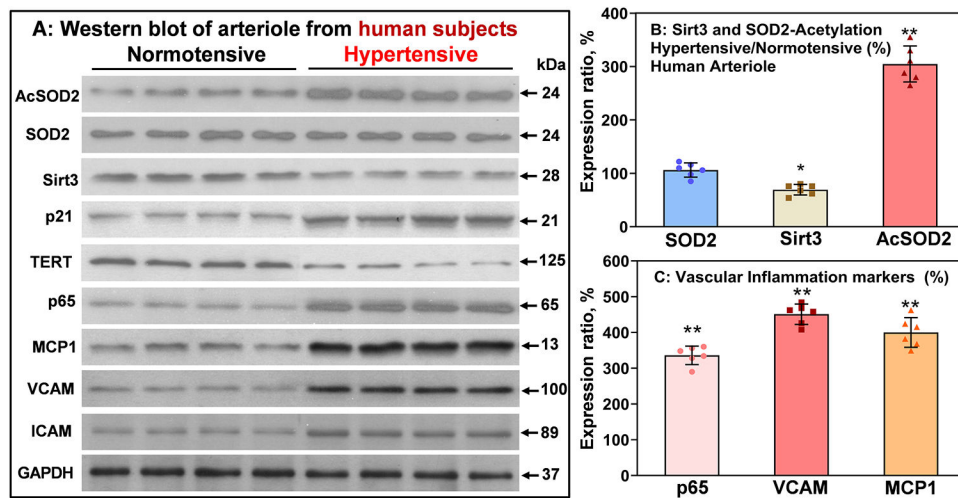 A: Western blot of arteriole from human subjects
Normotensive Hypertensive
kDa
AcSOD2 24
SOD2 24
Sirt3 28
p21 21
TERT 125
p65 65
MCP1 13
VCAM 100
ICAM 89
GAPDH 37
B: Sirt3 and SOD2-Acetylation
Hypertensive/Normotensive (%)
Human Arteriole
Expression ratio, %
400
300
200
100
0
*
**
SOD2 Sirt3 AcSOD2
C: Vascular Inflammation markers (%)
Expression ratio, %
600
500
400
300
200
100
0
** ** **
p65 VCAM MCP1